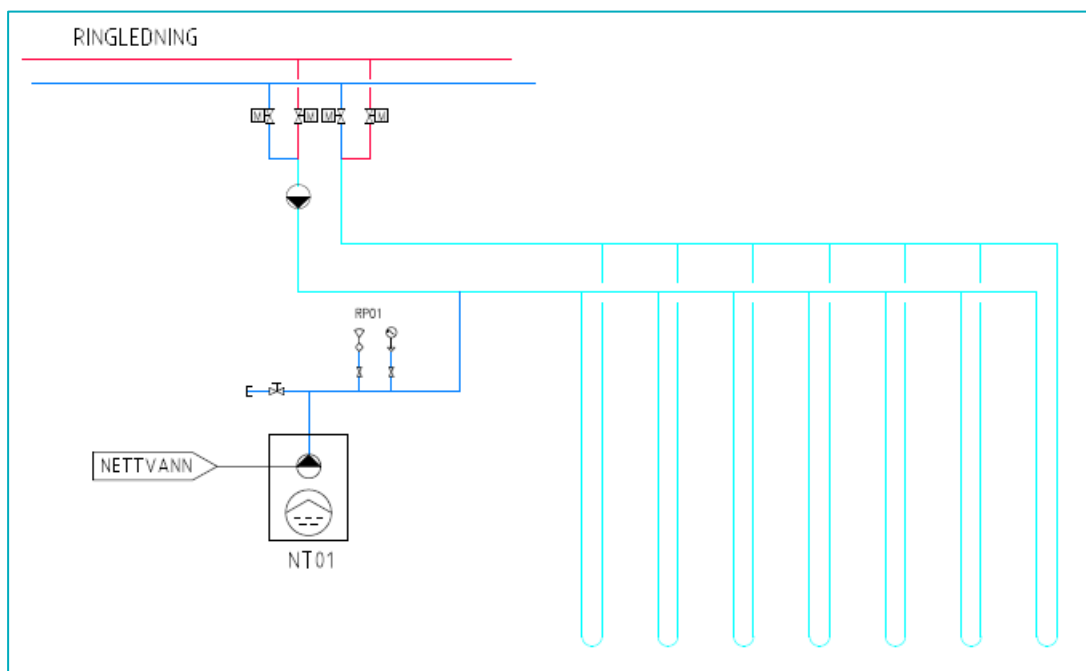 RINGLEDNING
M M M M
RP01
E
NETTVANN
NT01